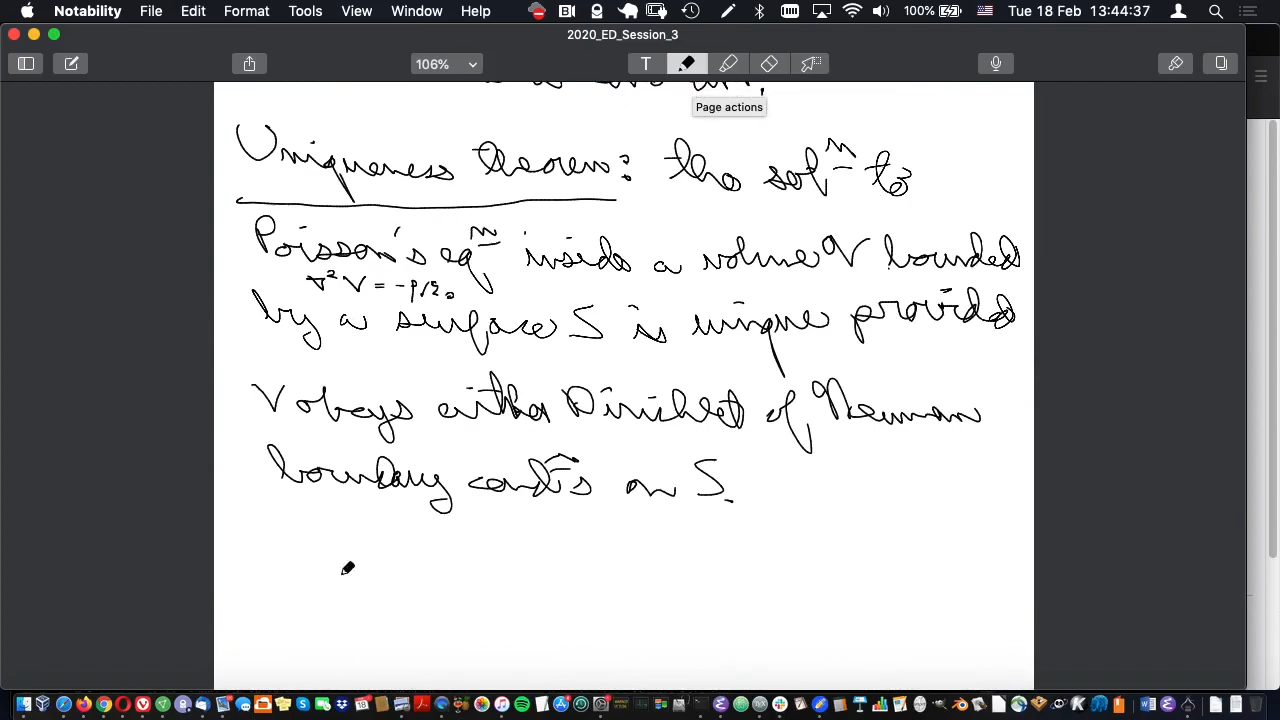 Notability File Edit Format Tools View Window Help 100% Tue 18 Feb 13:44:37
2020_ED_Session_3
106% T
Page actions
Uniqueness theorem: the solⁿ to
Poisson's eqⁿ inside a volume V bounded
∇²V = -ρ/ε₀
by a surface S is unique provided
V obeys either Dirichlet of Neuman
boundary condⁿs on S.